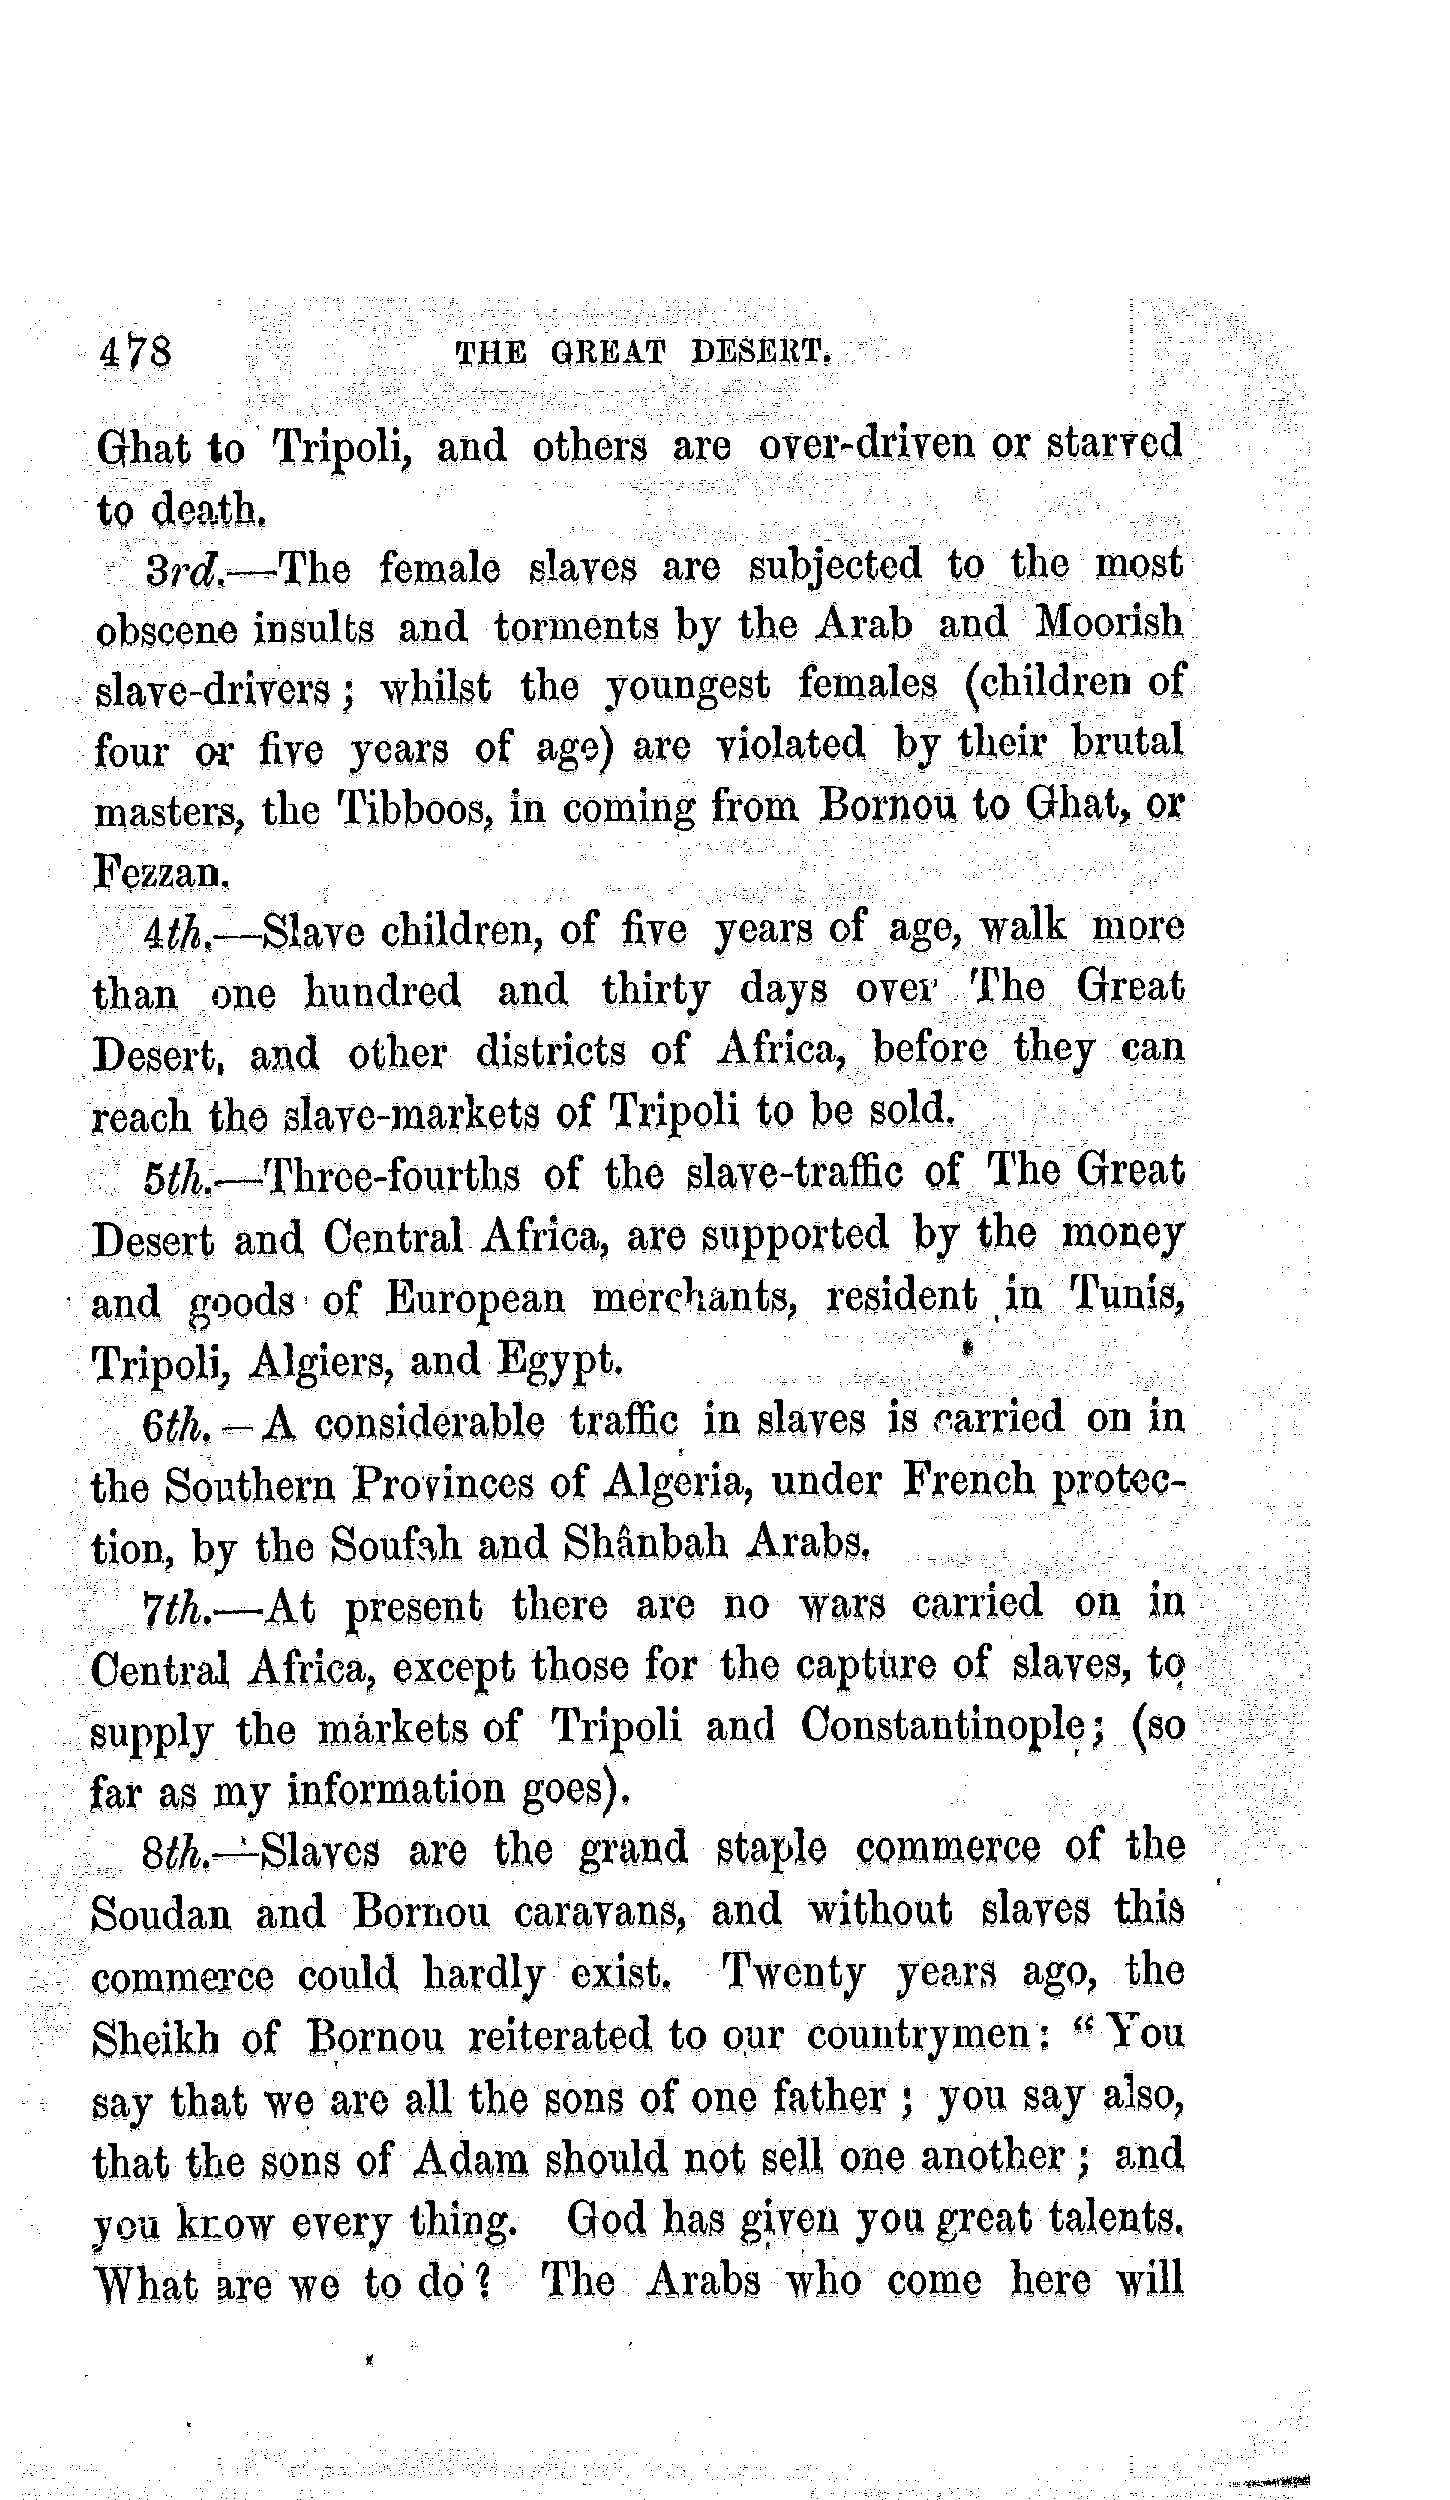 478 THE GREAT DESERT.
Ghat to Tripoli, and others are over-driven or starved
to death.
3rd.—The female slaves are subjected to the most
obscene insults and torments by the Arab and Moorish
slave-drivers; whilst the youngest females (children of
four or five years of age) are violated by their brutal
masters, the Tibboos, in coming from Bornou to Ghat, or
Fezzan.
4th.—Slave children, of five years of age, walk more
than one hundred and thirty days over The Great
Desert, and other districts of Africa, before they can
reach the slave-markets of Tripoli to be sold.
5th.—Three-fourths of the slave-traffic of The Great
Desert and Central Africa, are supported by the money
and goods of European merchants, resident in Tunis,
Tripoli, Algiers, and Egypt.
6th.—A considerable traffic in slaves is carried on in
the Southern Provinces of Algeria, under French protec-
tion, by the Soufah and Shânbah Arabs.
7th.—At present there are no wars carried on in
Central Africa, except those for the capture of slaves, to
supply the markets of Tripoli and Constantinople; (so
far as my information goes).
8th.—Slaves are the grand staple commerce of the
Soudan and Bornou caravans, and without slaves this
commerce could hardly exist. Twenty years ago, the
Sheikh of Bornou reiterated to our countrymen: "You
say that we are all the sons of one father; you say also,
that the sons of Adam should not sell one another; and
you know every thing. God has given you great talents.
What are we to do? The Arabs who come here will